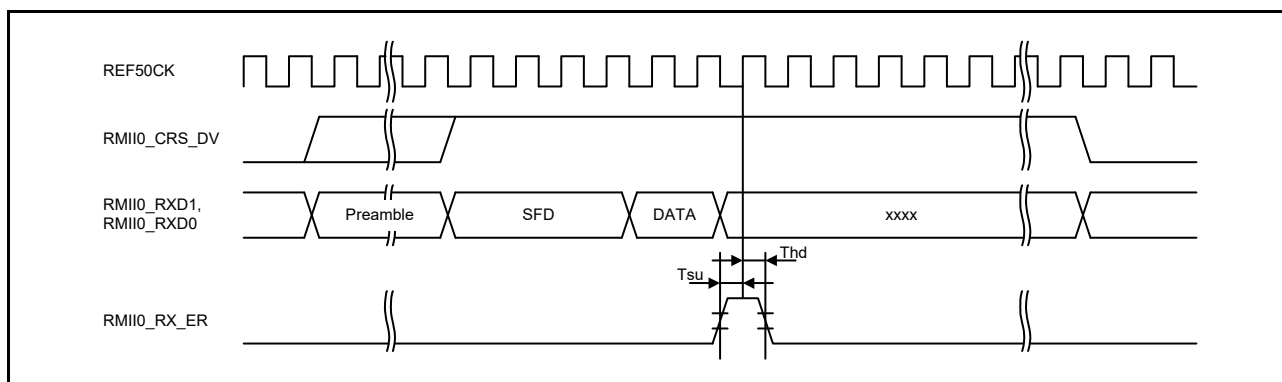 REF50CK
RMII0_CRS_DV
RMII0_RXD1,
RMII0_RXD0
Preamble
SFD
DATA
xxxx
Thd
Tsu
RMII0_RX_ER